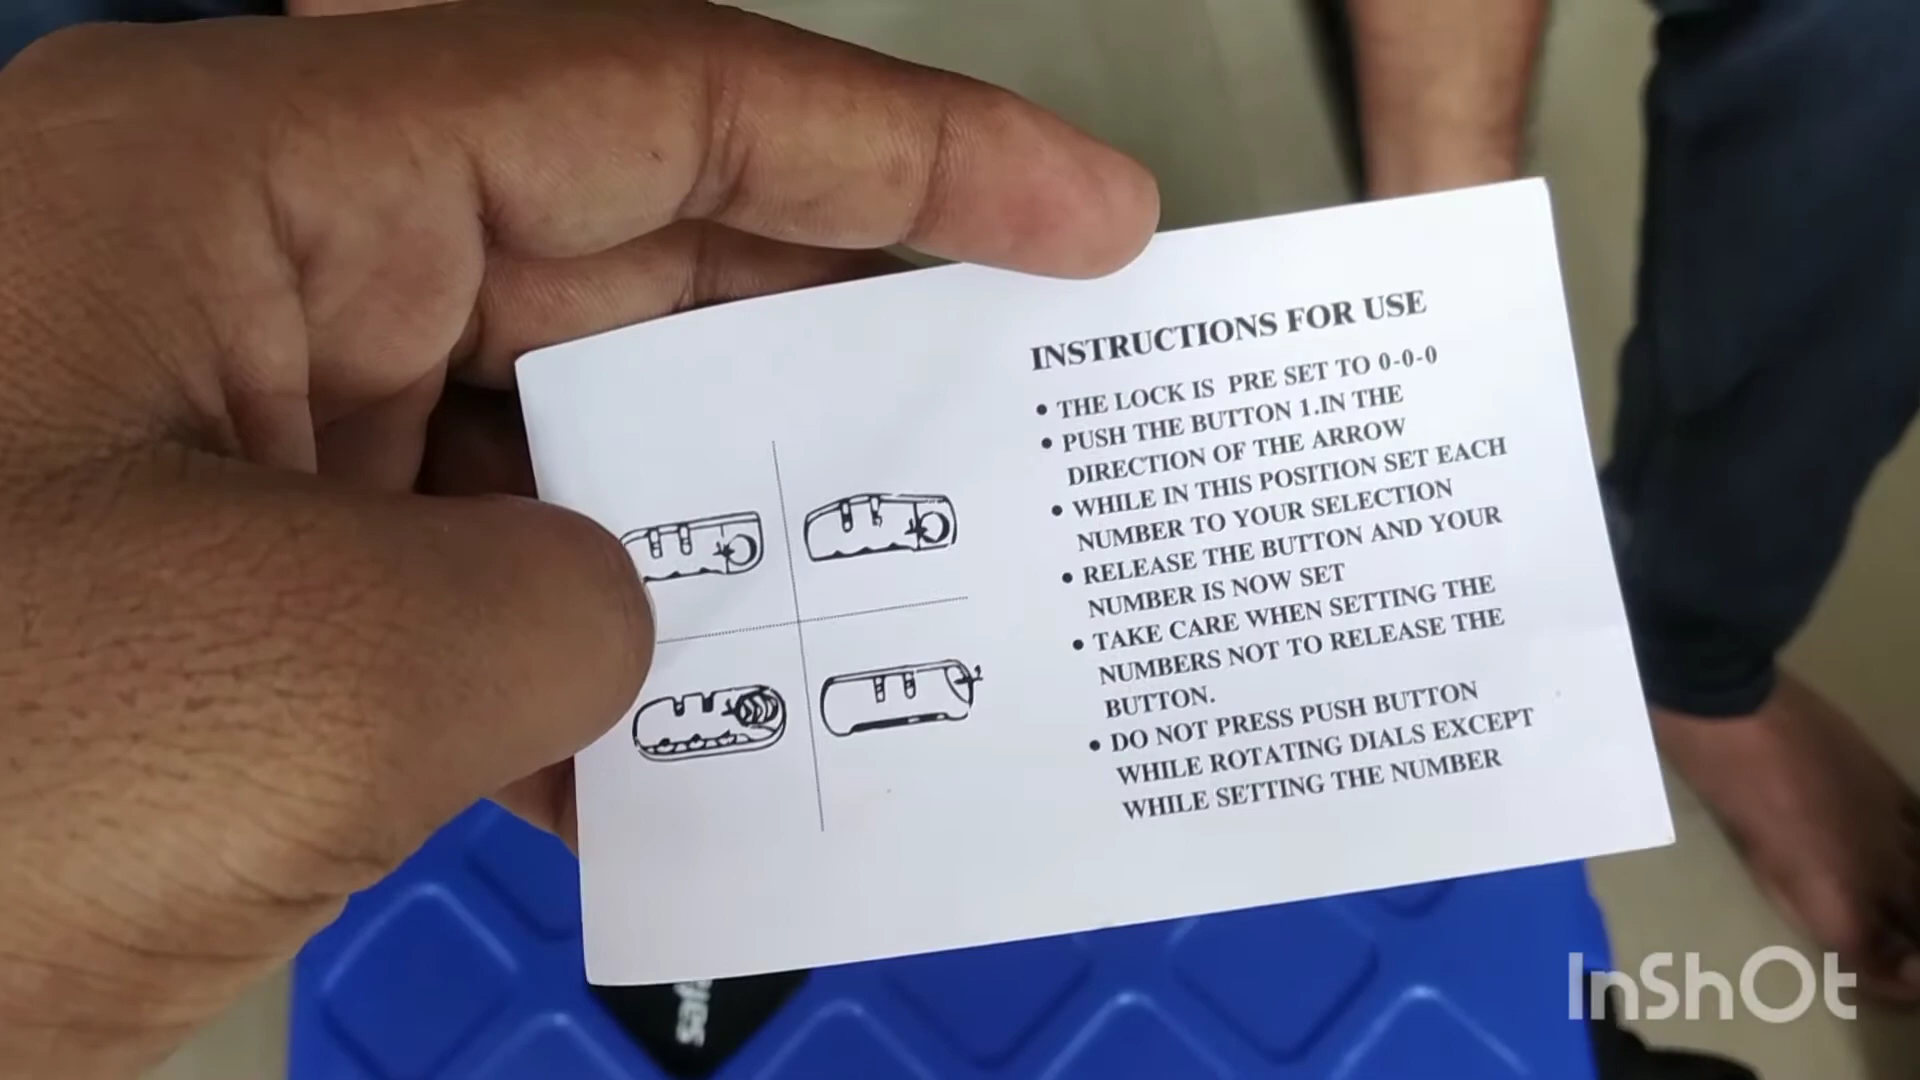 INSTRUCTIONS FOR USE
• THE LOCK IS PRE SET TO 0-0-0
• PUSH THE BUTTON 1.IN THE
DIRECTION OF THE ARROW
• WHILE IN THIS POSITION SET EACH
NUMBER TO YOUR SELECTION
• RELEASE THE BUTTON AND YOUR
NUMBER IS NOW SET
• TAKE CARE WHEN SETTING THE
NUMBERS NOT TO RELEASE THE
BUTTON.
• DO NOT PRESS PUSH BUTTON
WHILE ROTATING DIALS EXCEPT
WHILE SETTING THE NUMBER
InShOt